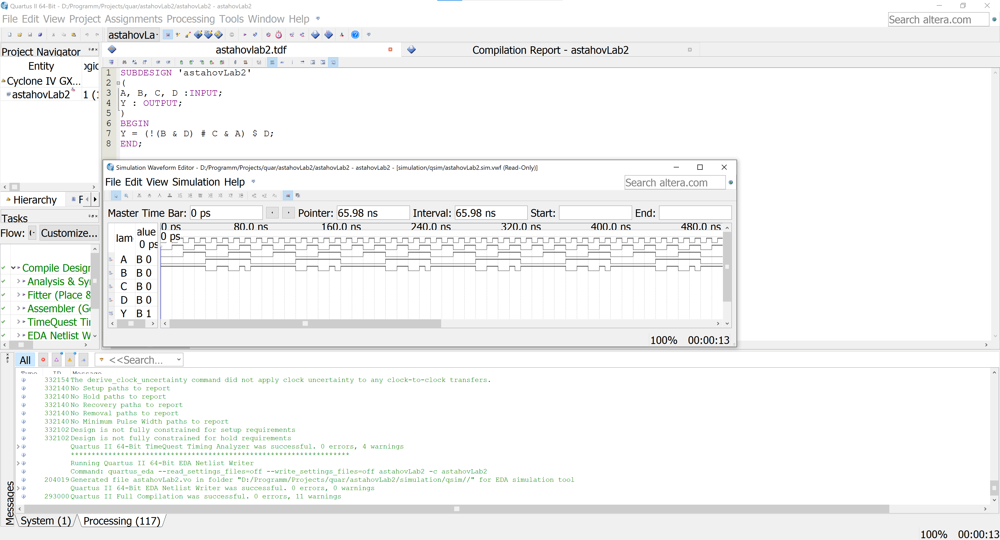 Quartus II 64-Bit - D:/Programm/Projects/quar/astahovLab2/astahovLab2 - astahovLab2
File Edit View Project Assignments Processing Tools Window Help
Search altera.com
astahovLa
Project Navigator
astahovlab2.tdf
Compilation Report - astahovLab2
Entity
Cyclone IV GX...
astahovLab2 1 (1
Hierarchy
F
1 SUBDESIGN 'astahovLab2'
2 (
3 A, B, C, D :INPUT;
4 Y : OUTPUT;
5 )
6 BEGIN
7 Y = (!(B & D) # C & A) $ D;
8 END;
Tasks
Flow: Customize...
Compile Design
Analysis & Syn
Fitter (Place &
Assembler (Ge
TimeQuest Tim
EDA Netlist W
Simulation Waveform Editor - D:/Programm/Projects/quar/astahovLab2/astahovLab2 - astahovLab2 - [simulation/qsim/astahovLab2.sim.vwf (Read-Only)]
File Edit View Simulation Help
Search altera.com
Master Time Bar: 0 ps Pointer: 65.98 ns Interval: 65.98 ns Start: End:
0 ps 80.0 ns 160.0 ns 240.0 ns 320.0 ns 400.0 ns 480.0 ns
0 ps
alue
0 ps
A B 0
B B 0
C B 0
D B 0
Y B 1
100% 00:00:13
All <<Search...
Type ID Message
332154 The derive_clock_uncertainty command did not apply clock uncertainty to any clock-to-clock transfers.
332140 No Setup paths to report
332140 No Hold paths to report
332140 No Recovery paths to report
332140 No Removal paths to report
332140 No Minimum Pulse Width paths to report
332102 Design is not fully constrained for setup requirements
332102 Design is not fully constrained for hold requirements
Quartus II 64-Bit TimeQuest Timing Analyzer was successful. 0 errors, 4 warnings
*******************************************************************
Running Quartus II 64-Bit EDA Netlist Writer
Command: quartus_eda --read_settings_files=off --write_settings_files=off astahovLab2 -c astahovLab2
204019 Generated file astahovLab2.vo in folder "D:/Programm/Projects/quar/astahovLab2/simulation/qsim//" for EDA simulation tool
Quartus II 64-Bit EDA Netlist Writer was successful. 0 errors, 0 warnings
293000 Quartus II Full Compilation was successful. 0 errors, 11 warnings
Messages
System (1) Processing (117)
100% 00:00:13